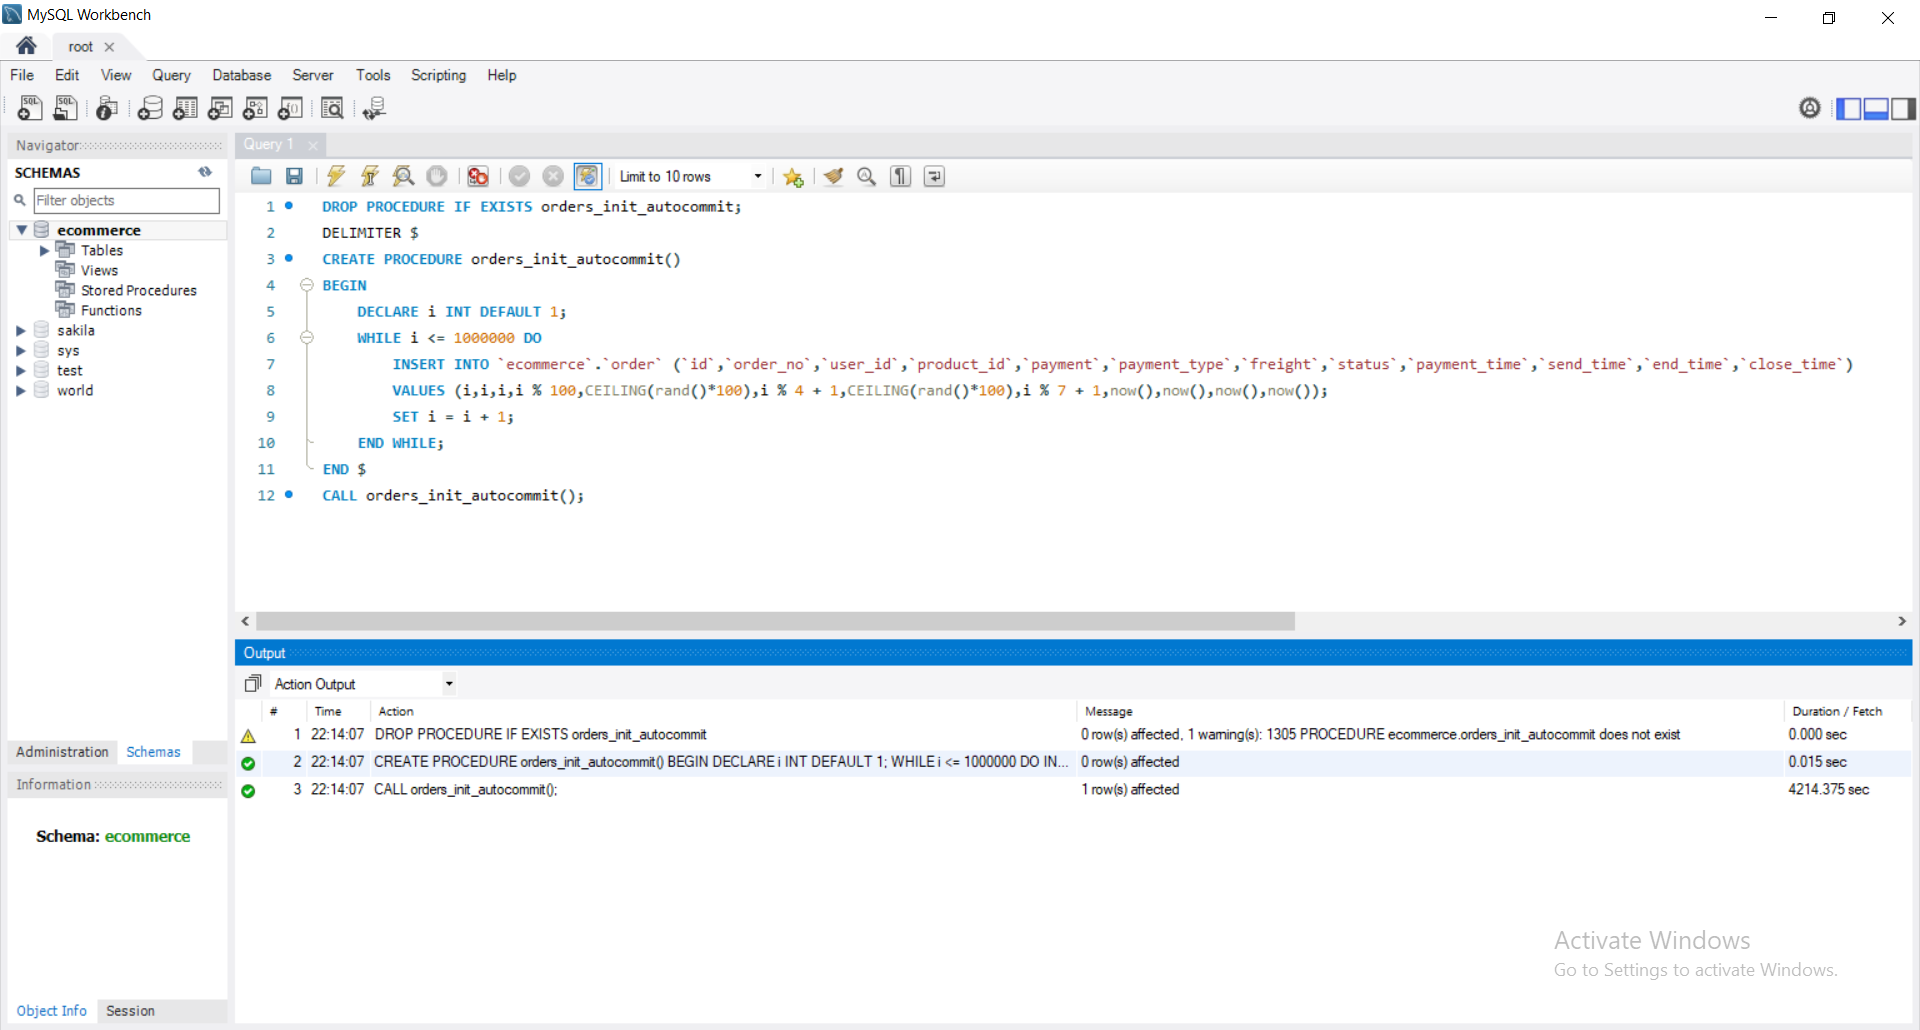 MySQL Workbench
root
File Edit View Query Database Server Tools Scripting Help
Navigator
SCHEMAS
Filter objects
ecommerce
Tables
Views
Stored Procedures
Functions
sakila
sys
test
world
Administration Schemas
Information
Schema: ecommerce
Object Info Session
Query 1
Limit to 10 rows
1 DROP PROCEDURE IF EXISTS orders_init_autocommit;
2 DELIMITER $
3 CREATE PROCEDURE orders_init_autocommit()
4 BEGIN
5 DECLARE i INT DEFAULT 1;
6 WHILE i <= 1000000 DO
7 INSERT INTO `ecommerce`.`order` (`id`,`order_no`,`user_id`,`product_id`,`payment`,`payment_type`,`freight`,`status`,`payment_time`,`send_time`,`end_time`,`close_time`)
8 VALUES (i,i,i,i % 100,CEILING(rand()*100),i % 4 + 1,CEILING(rand()*100),i % 7 + 1,now(),now(),now(),now());
9 SET i = i + 1;
10 END WHILE;
11 END $
12 CALL orders_init_autocommit();
Output
Action Output
# Time Action Message Duration / Fetch
1 22:14:07 DROP PROCEDURE IF EXISTS orders_init_autocommit 0 row(s) affected, 1 warning(s): 1305 PROCEDURE ecommerce.orders_init_autocommit does not exist 0.000 sec
2 22:14:07 CREATE PROCEDURE orders_init_autocommit() BEGIN DECLARE i INT DEFAULT 1; WHILE i <= 1000000 DO IN... 0 row(s) affected 0.015 sec
3 22:14:07 CALL orders_init_autocommit(); 1 row(s) affected 4214.375 sec
Activate Windows
Go to Settings to activate Windows.